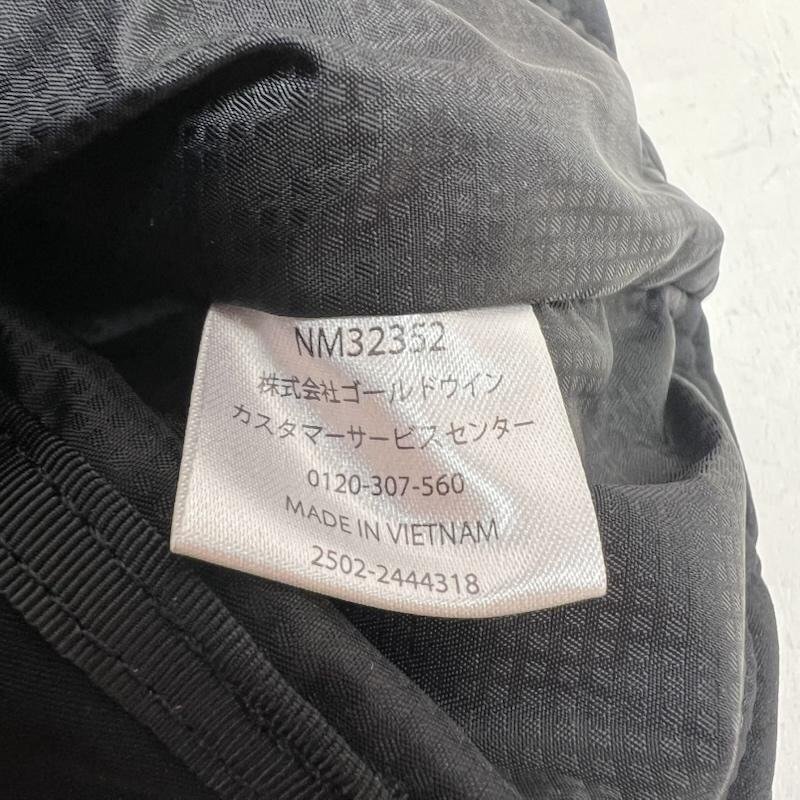 NM32352
株式会社ゴールドウイン
カスタマーサービスセンター
0120-307-560
MADE IN VIETNAM
2502-2444318